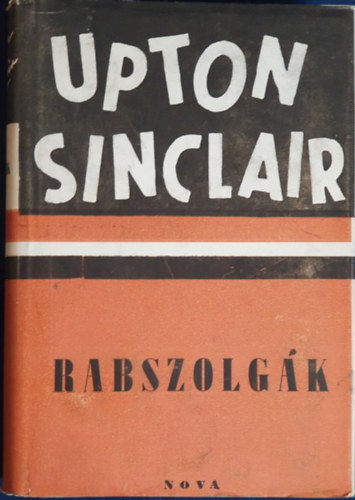 UPTON
SINCLAIR
RABSZOLGÁK
NOVA